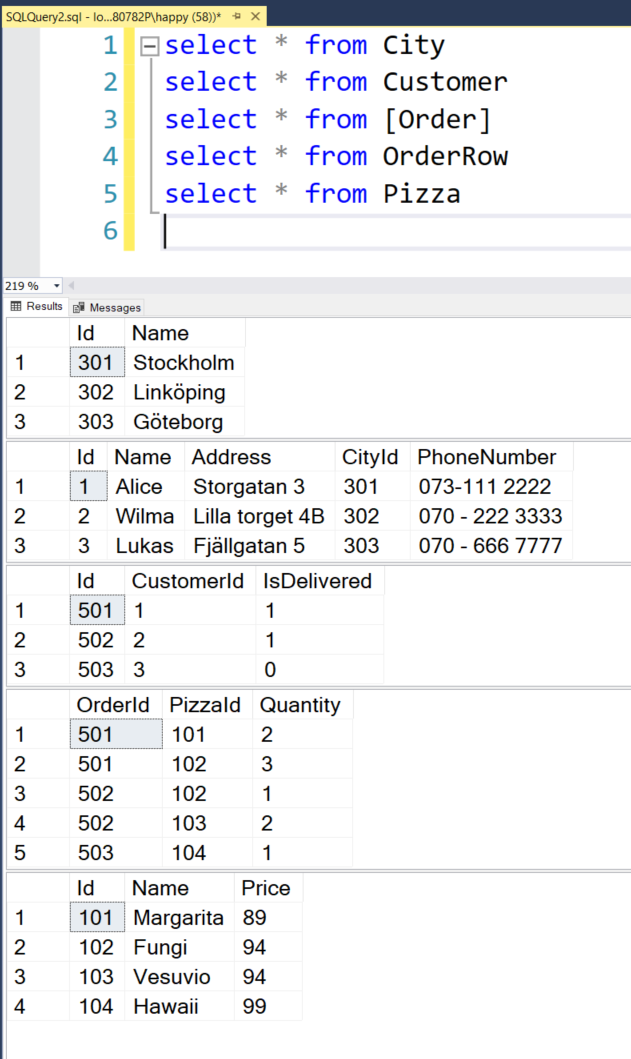 SQLQuery2.sql - lo...80782P\happy (58))*
1 select * from City
2 select * from Customer
3 select * from [Order]
4 select * from OrderRow
5 select * from Pizza
6
219 %
Results Messages
Id Name
1 301 Stockholm
2 302 Linköping
3 303 Göteborg
Id Name Address CityId PhoneNumber
1 1 Alice Storgatan 3 301 073-111 2222
2 2 Wilma Lilla torget 4B 302 070 - 222 3333
3 3 Lukas Fjällgatan 5 303 070 - 666 7777
Id CustomerId IsDelivered
1 501 1 1
2 502 2 1
3 503 3 0
OrderId PizzaId Quantity
1 501 101 2
2 501 102 3
3 502 102 1
4 502 103 2
5 503 104 1
Id Name Price
1 101 Margarita 89
2 102 Fungi 94
3 103 Vesuvio 94
4 104 Hawaii 99